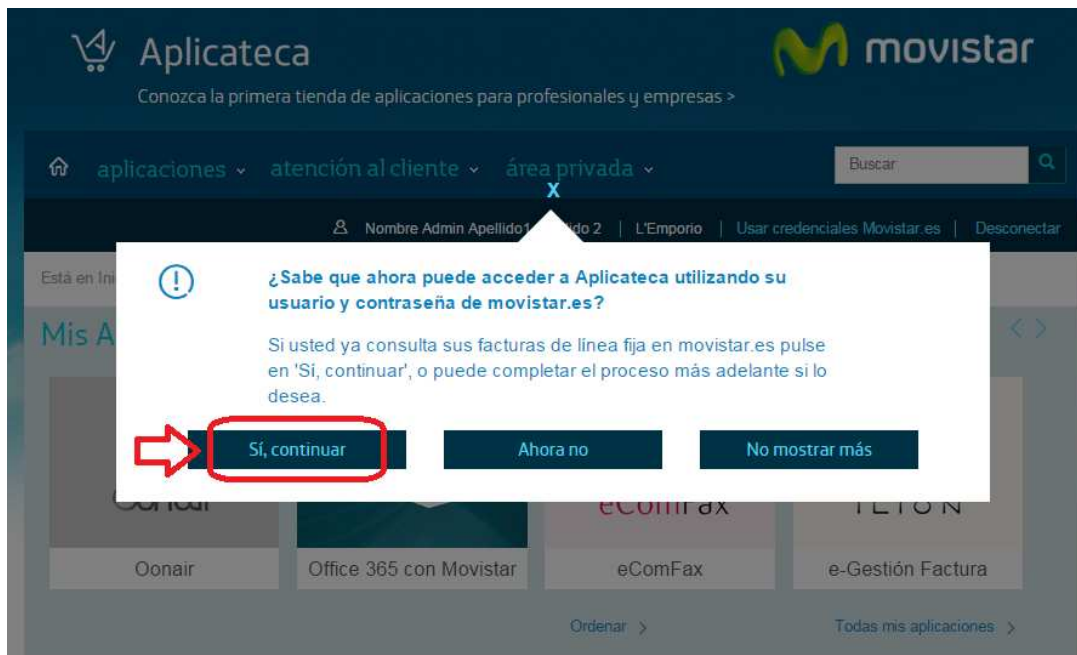 Aplicateca
movistar
Conozca la primera tienda de aplicaciones para profesionales y empresas >
aplicaciones
atención al cliente
área privada
Buscar
X
Nombre Admin Apellido1 llido 2 | L'Emporio | Usar credenciales Movistar.es | Desconectar
Está en Ini
¿Sabe que ahora puede acceder a Aplicateca utilizando su
usuario y contraseña de movistar.es?
Mis A
Si usted ya consulta sus facturas de línea fija en movistar.es pulse
en 'Sí, continuar', o puede completar el proceso más adelante si lo
desea.
Sí, continuar
Ahora no
No mostrar más
eComFax
Oonair
Office 365 con Movistar
eComFax
e-Gestión Factura
Ordenar >
Todas mis aplicaciones >